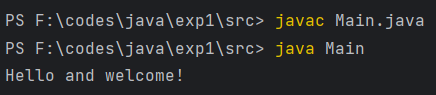 PS F:\codes\java\exp1\src> javac Main.java
PS F:\codes\java\exp1\src> java Main
Hello and welcome!